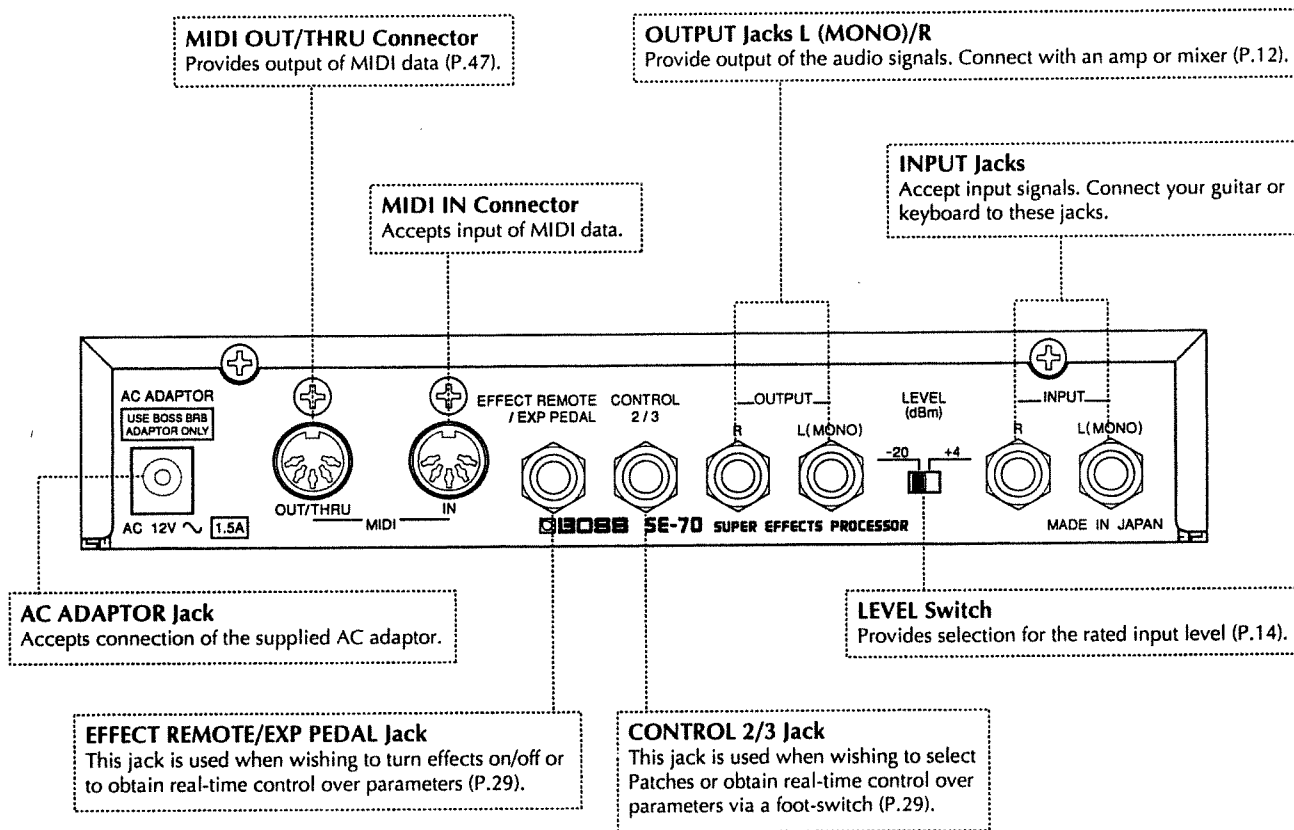 MIDI OUT/THRU Connector
Provides output of MIDI data (P.47).
OUTPUT Jacks L (MONO)/R
Provide output of the audio signals. Connect with an amp or mixer (P.12).
INPUT Jacks
Accept input signals. Connect your guitar or
keyboard to these jacks.
MIDI IN Connector
Accepts input of MIDI data.
AC ADAPTOR
USE BOSS BRB
ADAPTOR ONLY
AC 12V ~ 1.5A
OUT/THRU
MIDI
IN
EFFECT REMOTE
/ EXP PEDAL
CONTROL
2 / 3
OUTPUT
R
L(MONO)
LEVEL
(dBm)
-20
+4
INPUT
R
L(MONO)
BOSS SE-70 SUPER EFFECTS PROCESSOR
MADE IN JAPAN
AC ADAPTOR Jack
Accepts connection of the supplied AC adaptor.
LEVEL Switch
Provides selection for the rated input level (P.14).
EFFECT REMOTE/EXP PEDAL Jack
This jack is used when wishing to turn effects on/off or
to obtain real-time control over parameters (P.29).
CONTROL 2/3 Jack
This jack is used when wishing to select
Patches or obtain real-time control over
parameters via a foot-switch (P.29).